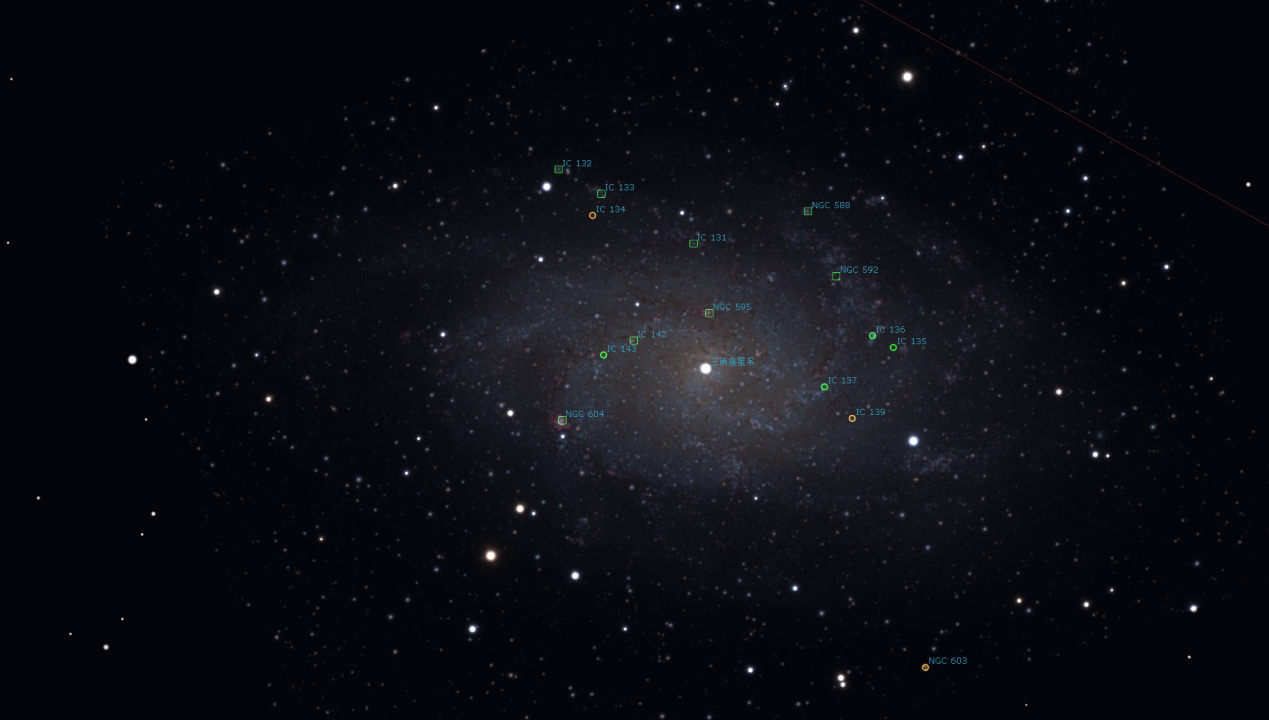 IC 132
IC 133
IC 134
NGC 588
IC 131
NGC 592
NGC 595
IC 136
IC 142
IC 135
IC 143
三角座星系
IC 137
NGC 604
IC 139
NGC 603